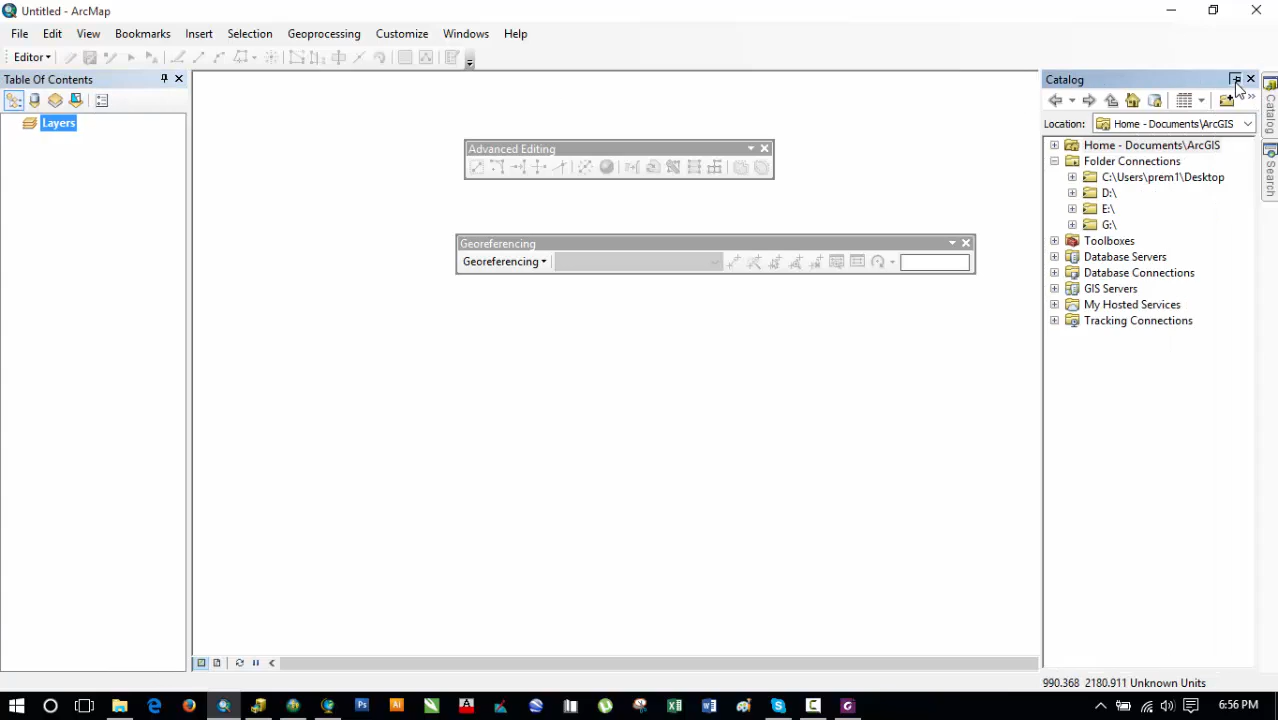 Untitled - ArcMap
File Edit View Bookmarks Insert Selection Geoprocessing Customize Windows Help
Editor
Table Of Contents
Catalog
Layers
Location: Home - Documents\ArcGIS
Home - Documents\ArcGIS
Folder Connections
C:\Users\prem1\Desktop
D:\
E:\
G:\
Toolboxes
Database Servers
Database Connections
GIS Servers
My Hosted Services
Tracking Connections
Catalog
Search
Advanced Editing
Georeferencing
Georeferencing
990.368 2180.911 Unknown Units
6:56 PM